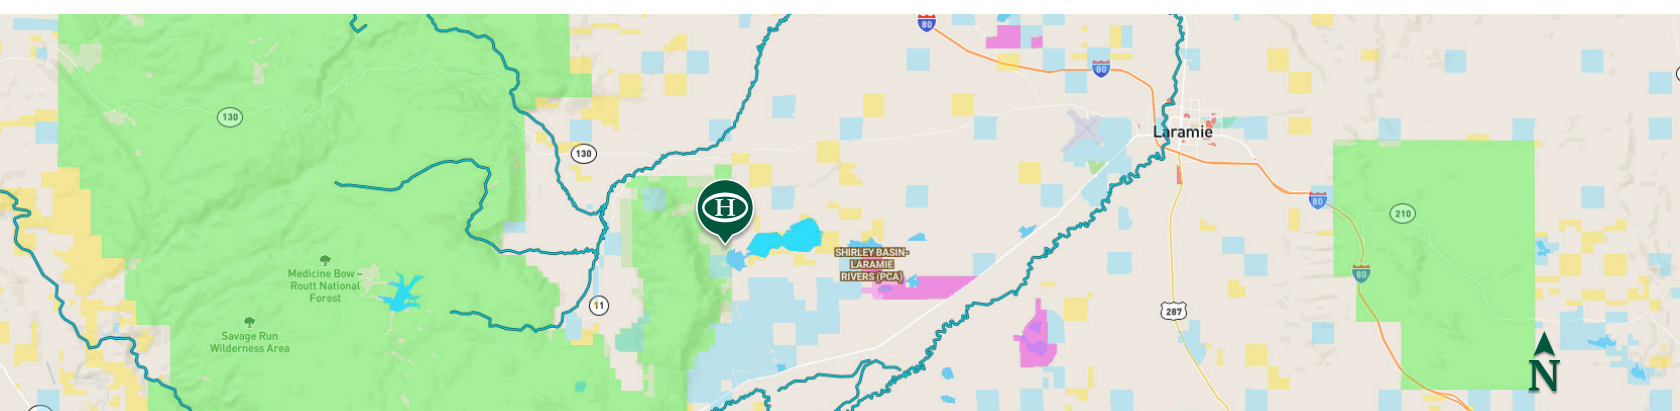 80
80
130
Laramie
130
80
H
210
SHIRLEY BASIN-
LARAMIE
RIVERS (PCA)
Medicine Bow -
Routt National
Forest
80
11
287
Savage Run
Wilderness Area
N